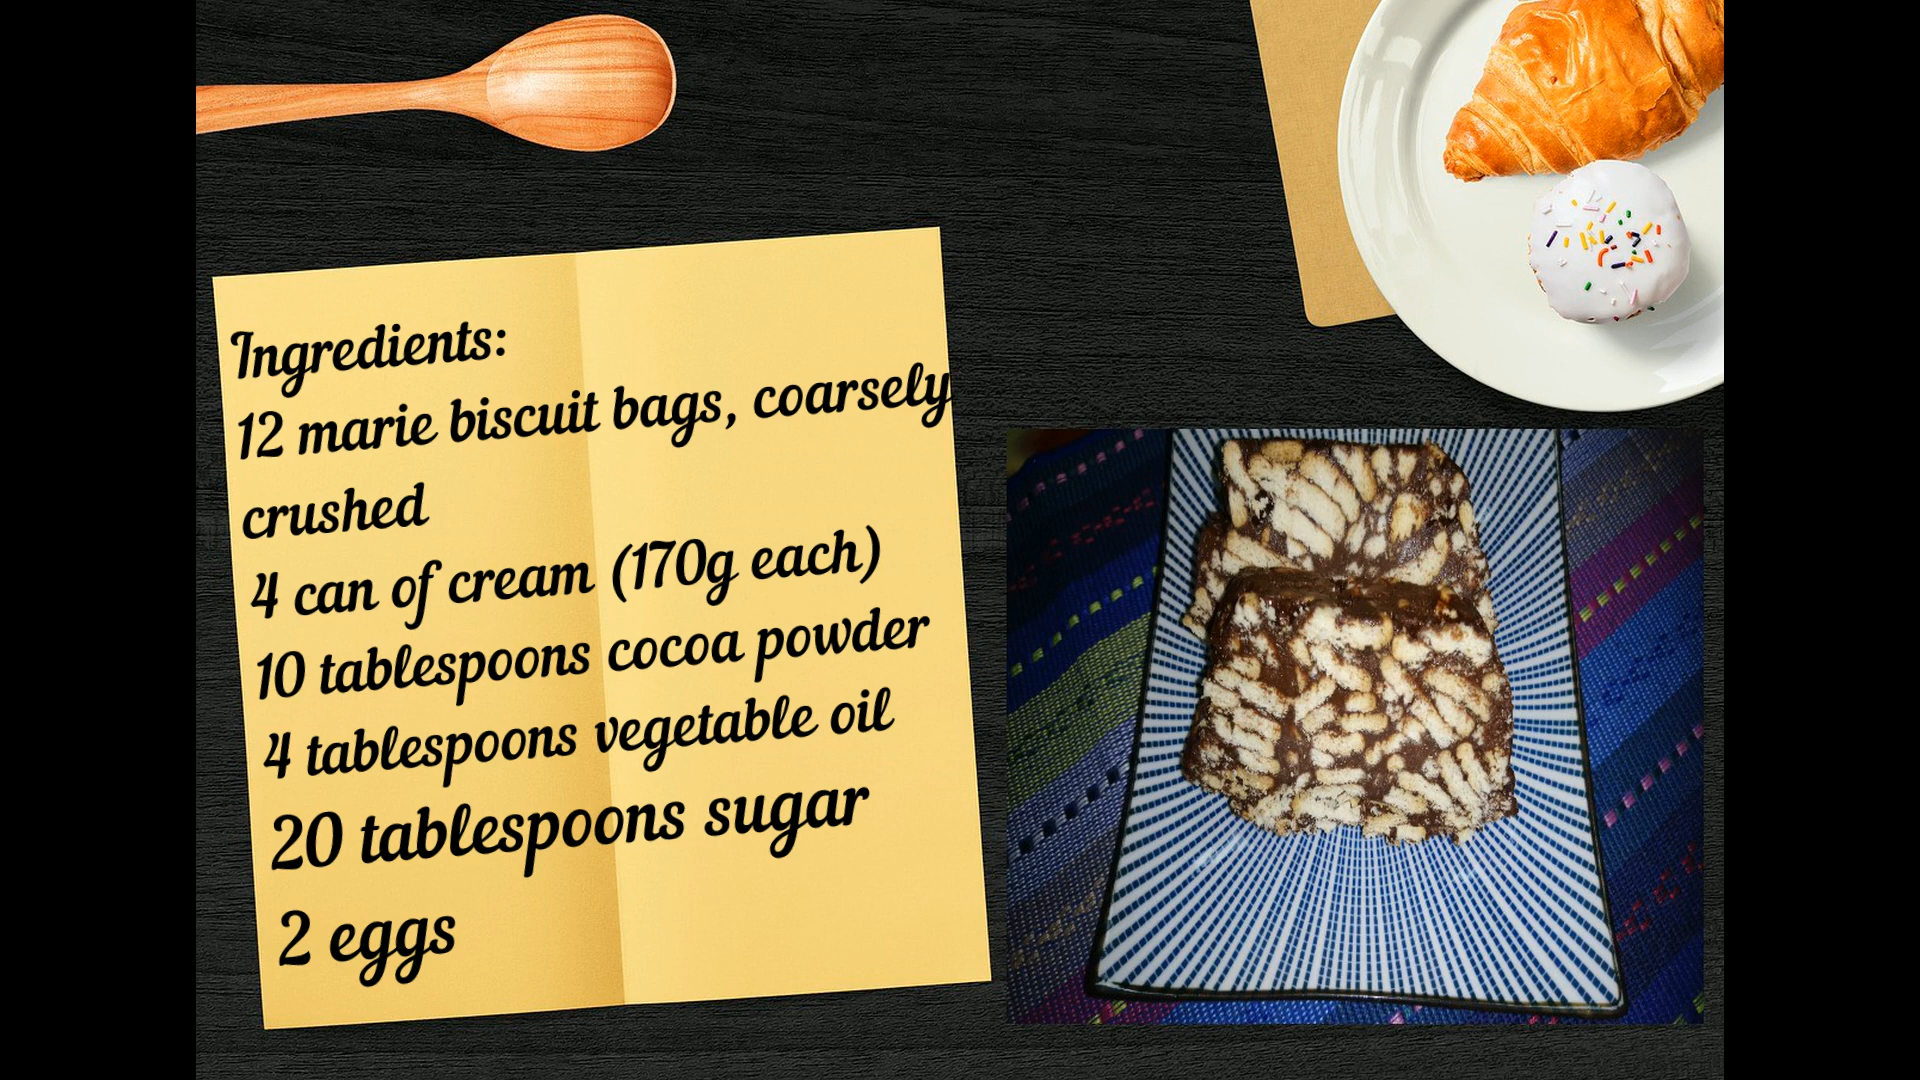 Ingredients:
12 marie biscuit bags, coarsely
crushed
4 can of cream (170g each)
10 tablespoons cocoa powder
4 tablespoons vegetable oil
20 tablespoons sugar
2 eggs